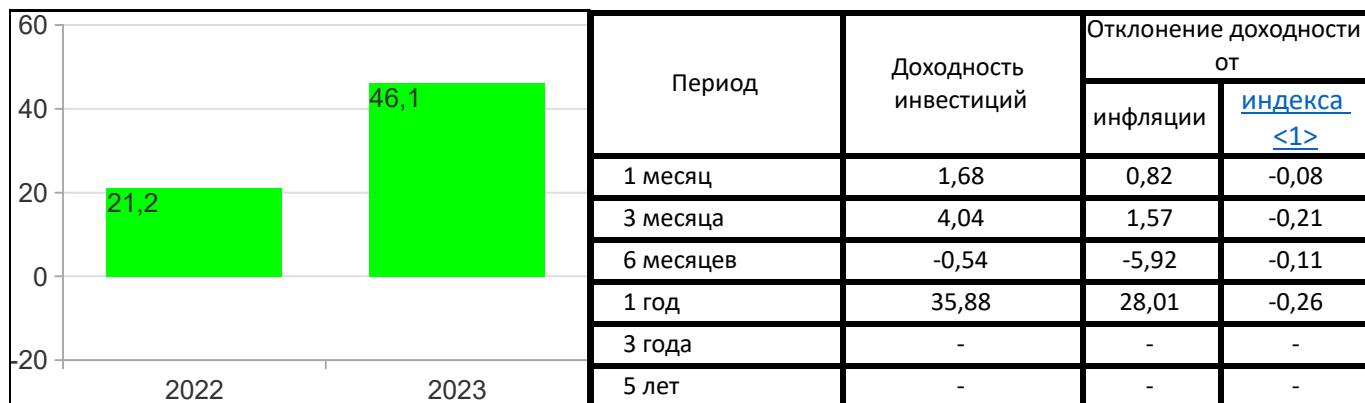 60
40
20
0
-20
21,2
46,1
2022
2023
Период
Доходность
инвестиций
Отклонение доходности
от
инфляции
индекса
<1>
1 месяц 1,68 0,82 -0,08
3 месяца 4,04 1,57 -0,21
6 месяцев -0,54 -5,92 -0,11
1 год 35,88 28,01 -0,26
3 года - - -
5 лет - - -